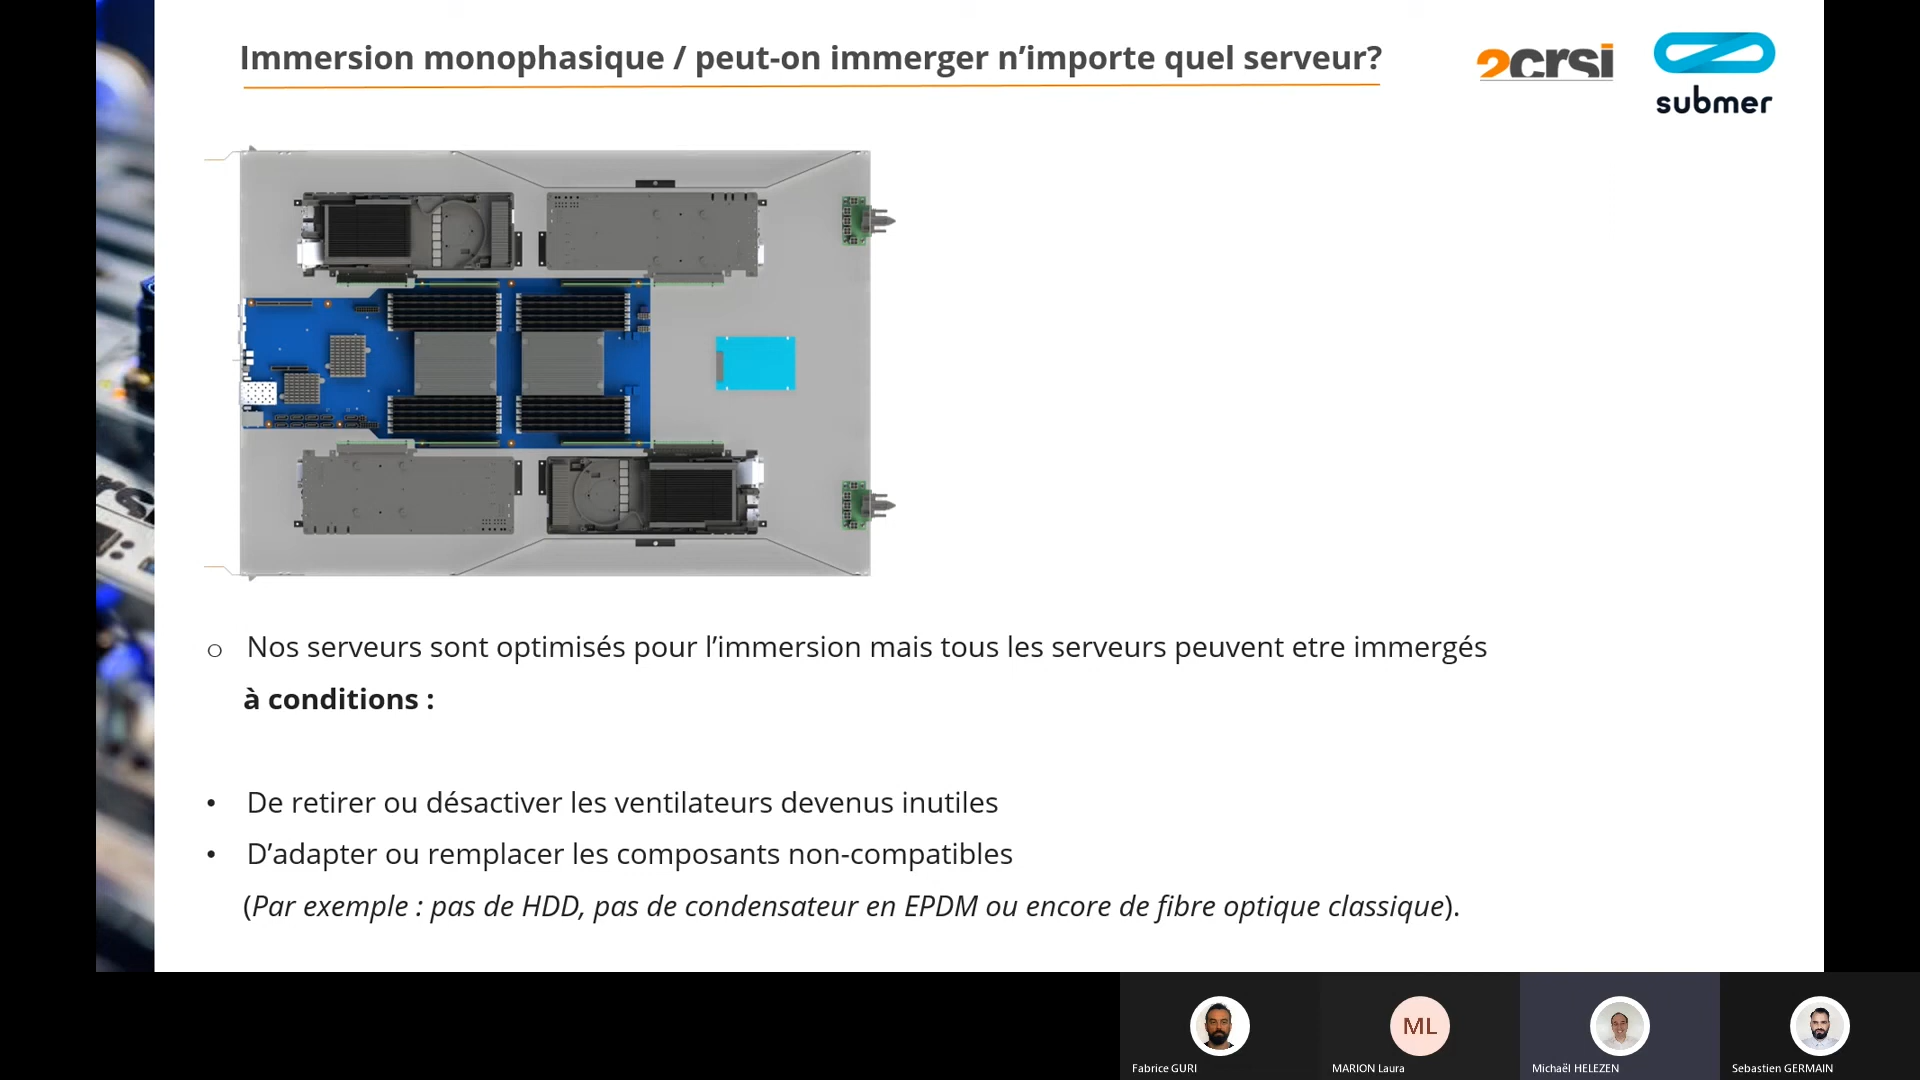 Immersion monophasique / peut-on immerger n’importe quel serveur?
2crsi
submer
Nos serveurs sont optimisés pour l’immersion mais tous les serveurs peuvent etre immergés
à conditions :
De retirer ou désactiver les ventilateurs devenus inutiles
D’adapter ou remplacer les composants non-compatibles
(Par exemple : pas de HDD, pas de condensateur en EPDM ou encore de fibre optique classique).
ML
Fabrice GURI
MARION Laura
Michaël HELEZEN
Sebastien GERMAIN